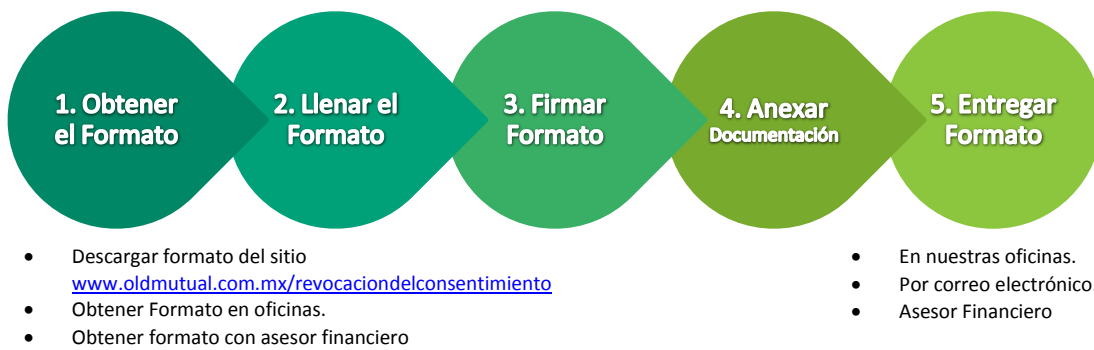 1. Obtener
el Formato
2. Llenar el
Formato
3. Firmar
Formato
4. Anexar
Documentación
5. Entregar
Formato
• Descargar formato del sitio
www.oldmutual.com.mx/revocaciondelconsentimiento
• Obtener Formato en oficinas.
• Obtener formato con asesor financiero
• En nuestras oficinas.
• Por correo electrónico.
• Asesor Financiero